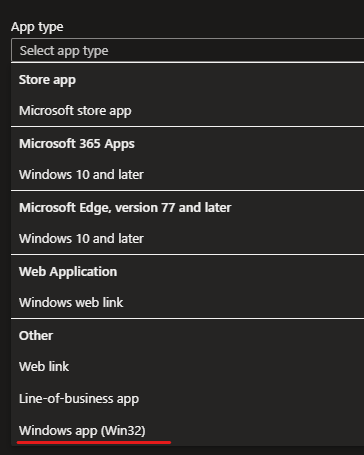 App type
Select app type
Store app
Microsoft store app
Microsoft 365 Apps
Windows 10 and later
Microsoft Edge, version 77 and later
Windows 10 and later
Web Application
Windows web link
Other
Web link
Line-of-business app
Windows app (Win32)